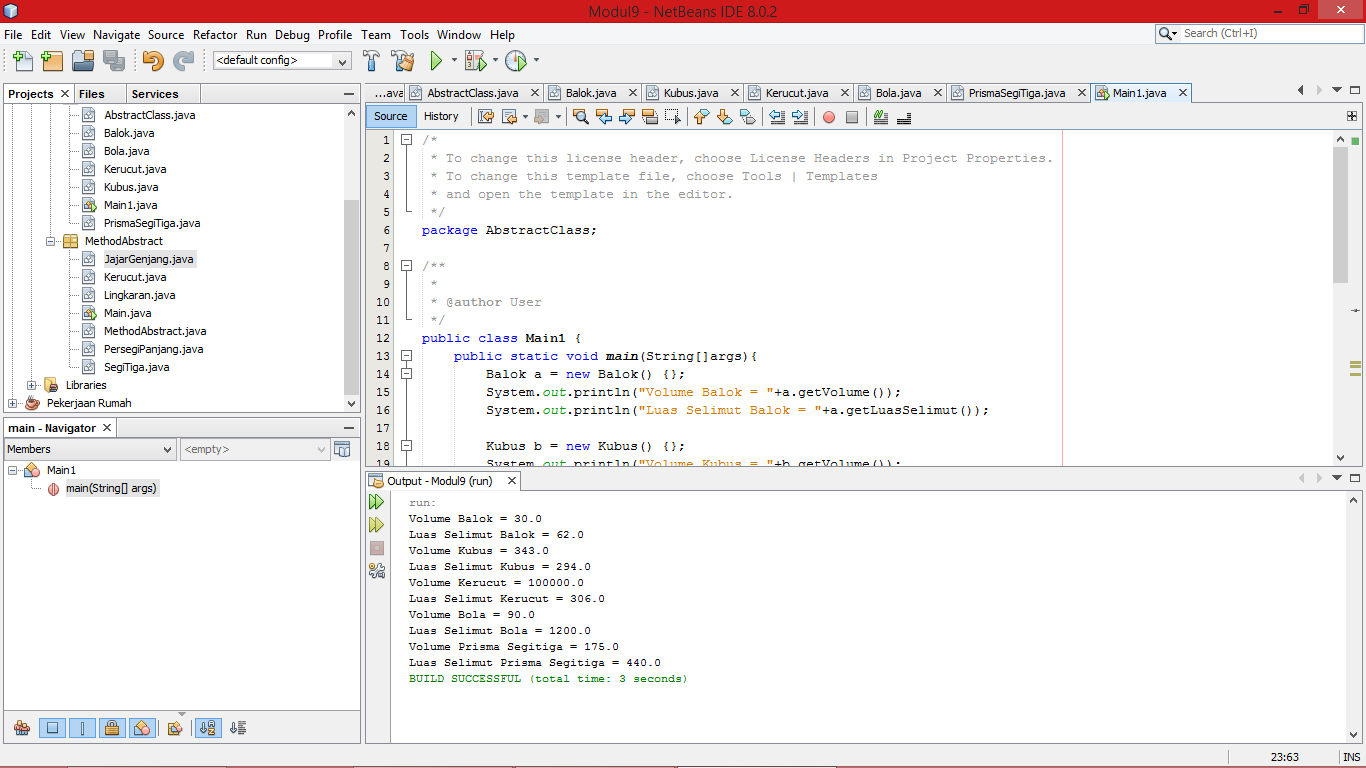 Modul9 - NetBeans IDE 8.0.2
File Edit View Navigate Source Refactor Run Debug Profile Team Tools Window Help
Search (Ctrl+I)
<default config>
Projects Files Services
AbstractClass.java
Balok.java
Bola.java
Kerucut.java
Kubus.java
Main1.java
PrismaSegiTiga.java
MethodAbstract
JajarGenjang.java
Kerucut.java
Lingkaran.java
Main.java
MethodAbstract.java
PersegiPanjang.java
SegiTiga.java
Libraries
Pekerjaan Rumah
main - Navigator
Members <empty>
Main1
main(String[] args)
...ava AbstractClass.java Balok.java Kubus.java Kerucut.java Bola.java PrismaSegiTiga.java Main1.java
Source History
1 /*
2 * To change this license header, choose License Headers in Project Properties.
3 * To change this template file, choose Tools | Templates
4 * and open the template in the editor.
5 */
6 package AbstractClass;
7
8 /**
9 *
10 * @author User
11 */
12 public class Main1 {
13 public static void main(String[]args){
14 Balok a = new Balok() {};
15 System.out.println("Volume Balok = "+a.getVolume());
16 System.out.println("Luas Selimut Balok = "+a.getLuasSelimut());
17
18 Kubus b = new Kubus() {};
19 System.out.println("Volume Kubus = "+b.getVolume());
Output - Modul9 (run)
run:
Volume Balok = 30.0
Luas Selimut Balok = 62.0
Volume Kubus = 343.0
Luas Selimut Kubus = 294.0
Volume Kerucut = 100000.0
Luas Selimut Kerucut = 306.0
Volume Bola = 90.0
Luas Selimut Bola = 1200.0
Volume Prisma Segitiga = 175.0
Luas Selimut Prisma Segitiga = 440.0
BUILD SUCCESSFUL (total time: 3 seconds)
23:63 INS